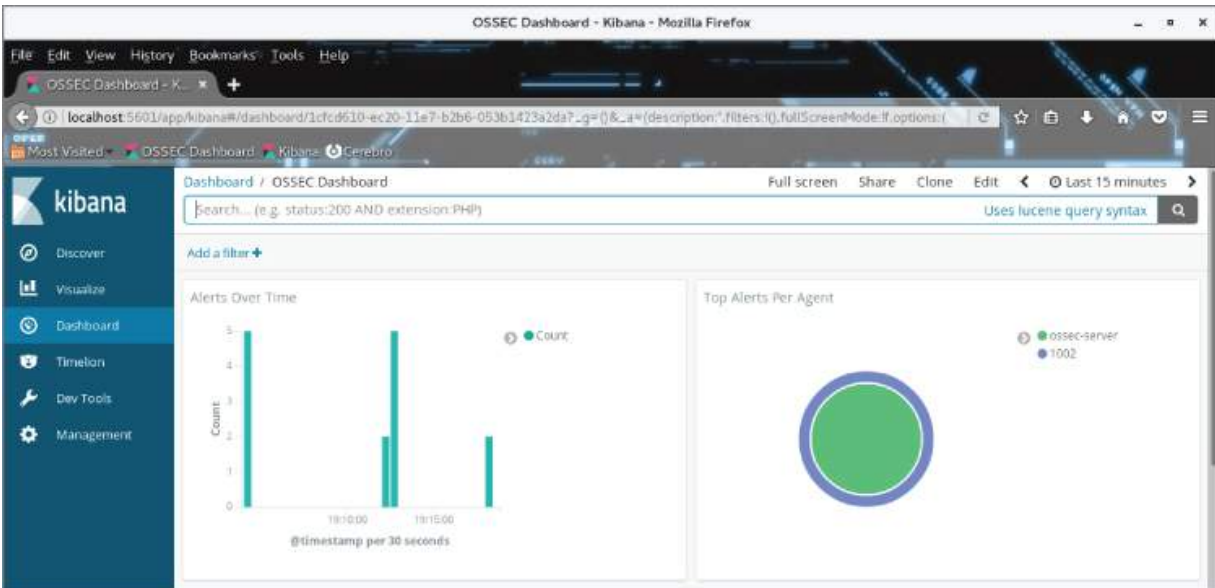 OSSEC Dashboard - Kibana - Mozilla Firefox
File Edit View History Bookmarks Tools Help
OSSEC Dashboard - K...
localhost:5601/app/kibana#/dashboard/1cfcd610-ec20-11e7-b2b6-053b1423a2da?_g=()&_a=(description:'',filters:!(),fullScreenMode:!f,options:(
Most Visited OSSEC Dashboard Kibana Cerebro
kibana
Dashboard / OSSEC Dashboard Full screen Share Clone Edit Last 15 minutes
Search... (e.g. status:200 AND extension:PHP) Uses lucene query syntax
Add a filter
Discover
Visualize
Dashboard
Timelion
Dev Tools
Management
Alerts Over Time
Count
5
4
3
2
1
0
19:10:00 19:15:00
@timestamp per 30 seconds
Count
Top Alerts Per Agent
ossec-server
1002